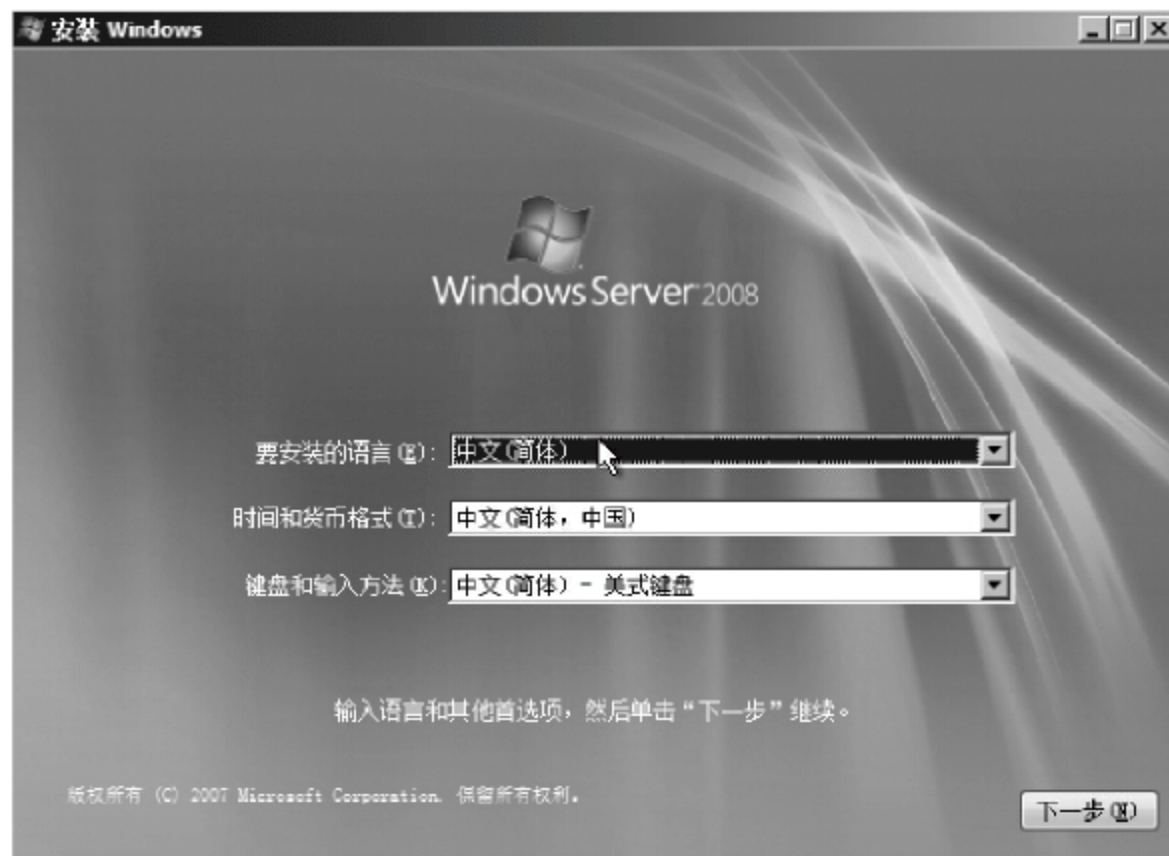 安装 Windows
Windows Server 2008
要安装的语言(E): 中文(简体)
时间和货币格式(T): 中文(简体，中国)
键盘和输入方法(K): 中文(简体) - 美式键盘
输入语言和其他首选项，然后单击“下一步”继续。
版权所有 (C) 2007 Microsoft Corporation. 保留所有权利。
下一步(N)